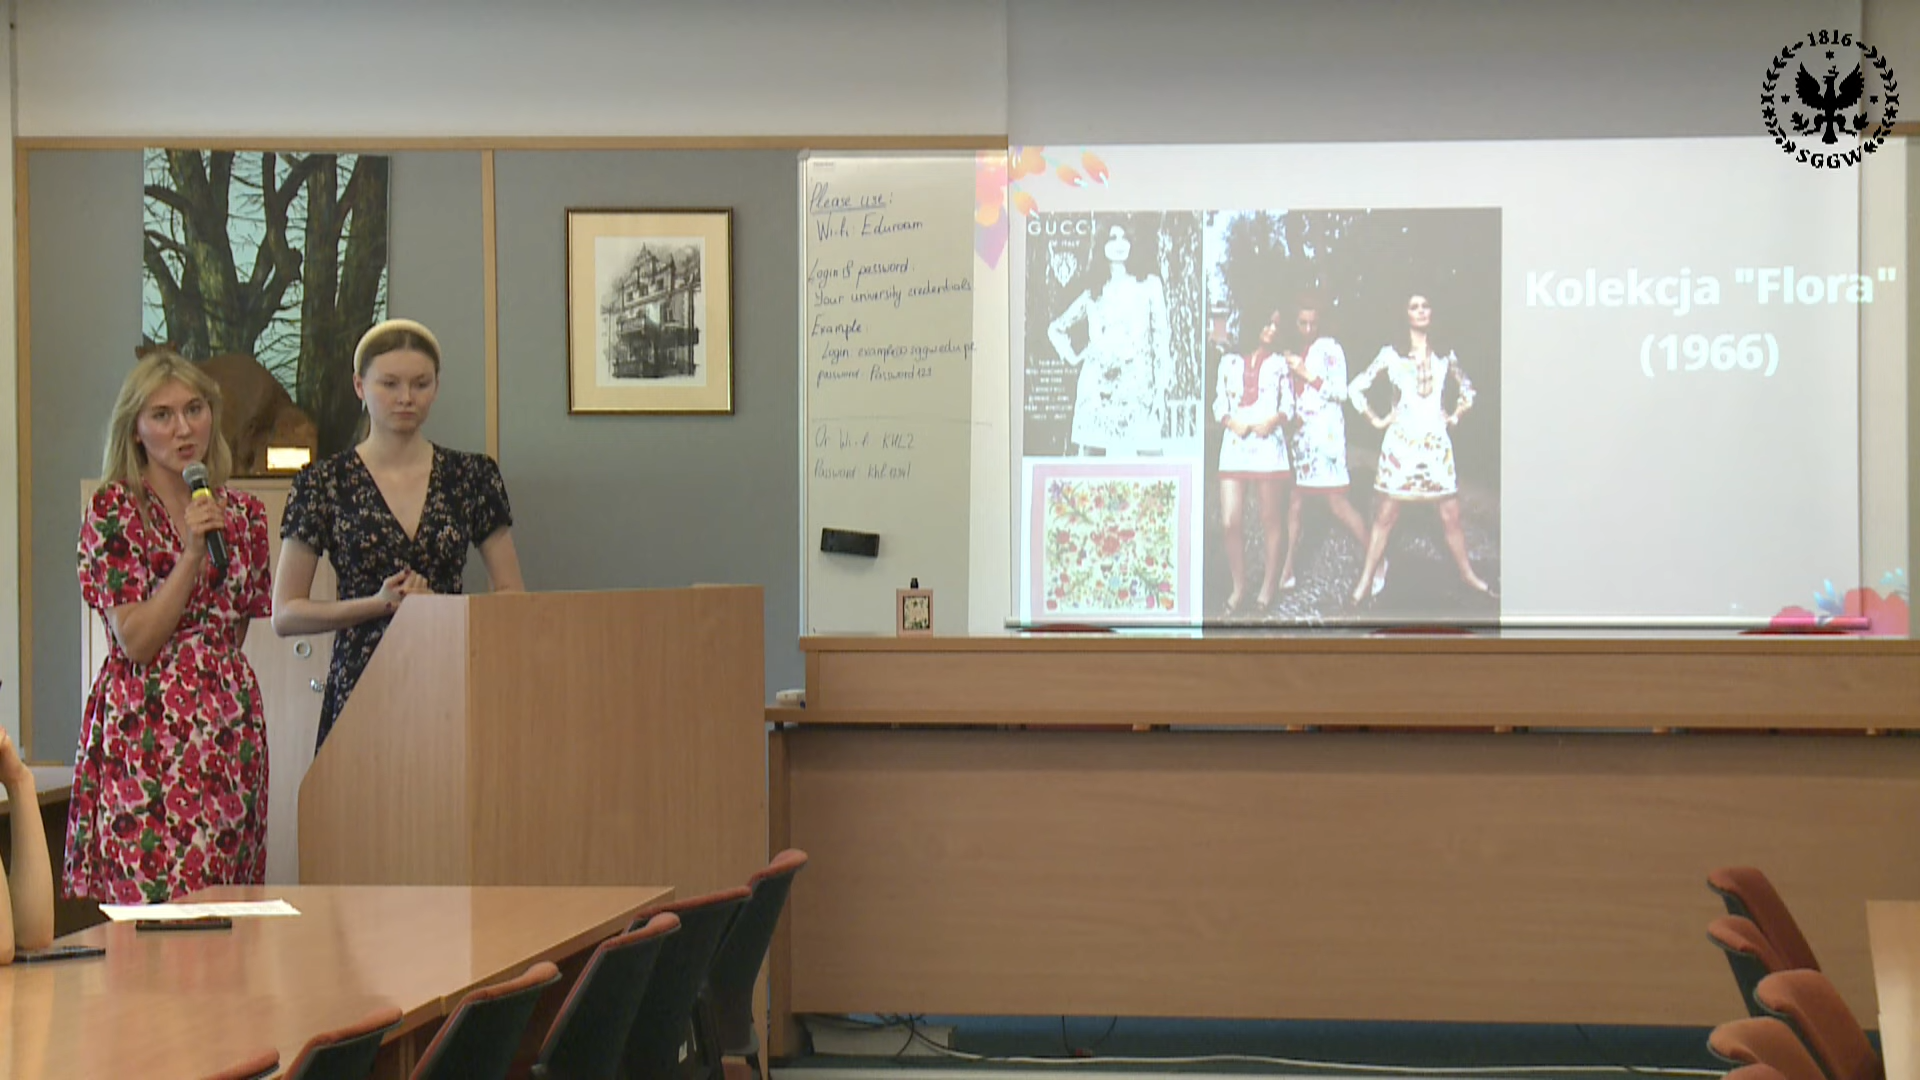 Please use:
Wi-fi: Eduroam
Login & password:
Your university credentials
Example:
Login: example@sggw.edu.pl
password: Password123
Or Wi-fi KHLZ
GUCCI
Kolekcja "Flora"
(1966)
1816
SGGW